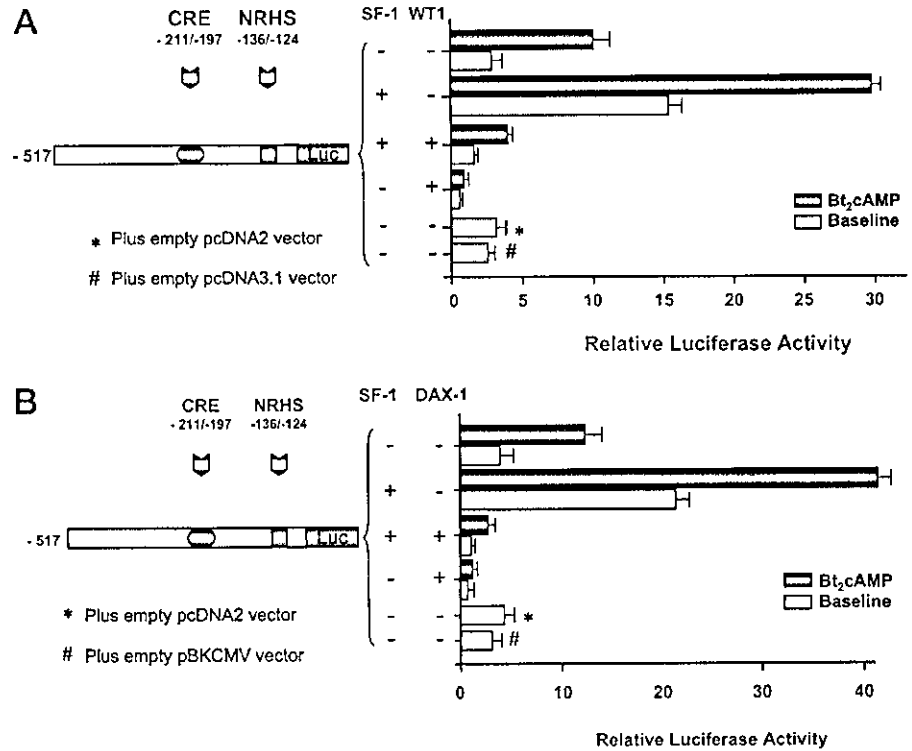 A
CRE NRHS SF-1 WT1
-211/-197 -136/-124
- -
+ -
+ +
- +
- -
- -
-517 Luc
* Plus empty pcDNA2 vector
# Plus empty pcDNA3.1 vector
*
#
Bt₂cAMP
Baseline
0 5 10 15 20 25 30
Relative Luciferase Activity
B
CRE NRHS SF-1 DAX-1
-211/-197 -136/-124
- -
+ -
+ +
- +
- -
- -
-517 Luc
* Plus empty pcDNA2 vector
# Plus empty pBKCMV vector
*
#
Bt₂cAMP
Baseline
0 10 20 30 40
Relative Luciferase Activity